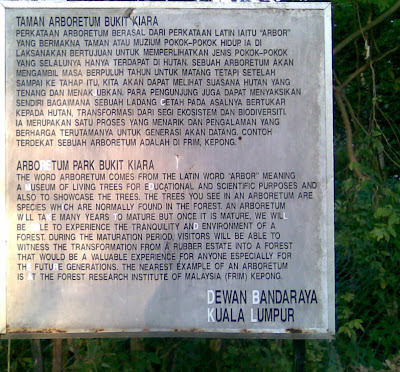 TAMAN ARBORETUM BUKIT KIARA
PERKATAAN ARBORETUM BERASAL DARI PERKATAAN LATIN IAITU "ARBOR"
YANG BERMAKNA TAMAN ATAU MUZIUM POKOK-POKOK HIDUP IA DI
LAKSANAKAN BERTUJUAN UNTUK MEMPERLIHATKAN JENIS POKOK-POKOK
YANG SELALUNYA HANYA TERDAPAT DI HUTAN. SEBUAH ARBORETUM AKAN
MENGAMBIL MASA BERPULUH TAHUN UNTUK MATANG TETAPI SETELAH
SAMPAI KE TAHAP ITU, KITA AKAN DAPAT MELIHAT SUASANA HUTAN YANG
TENANG DAN MENAKJUBKAN. PARA PENGUNJUNG JUGA DAPAT MENYAKSIKAN
SENDIRI BAGAIMANA SEBUAH LADANG GETAH PADA ASALNYA BERTUKAR
KEPADA HUTAN, TRANSFORMASI DARI SEGI EKOSISTEM DAN BIODIVERSITI.
IA MERUPAKAN SATU PROSES YANG MENARIK DAN PENGALAMAN YANG
BERHARGA TERUTAMANYA UNTUK GENERASI AKAN DATANG. CONTOH
TERDEKAT SEBUAH ARBORETUM ADALAH DI FRIM, KEPONG.
ARBORETUM PARK BUKIT KIARA
THE WORD ARBORETUM COMES FROM THE LATIN WORD "ARBOR" MEANING
A MUSEUM OF LIVING TREES FOR EDUCATIONAL AND SCIENTIFIC PURPOSES AND
ALSO TO SHOWCASE THE TREES. THE TREES YOU SEE IN AN ARBORETUM ARE
SPECIES WHICH ARE NORMALLY FOUND IN THE FOREST. AN ARBORETUM
WILL TAKE MANY YEARS TO MATURE BUT ONCE IT IS MATURE, WE WILL
BE ABLE TO EXPERIENCE THE TRANQUILITY AND ENVIRONMENT OF A
FOREST. DURING THE MATURATION PERIOD, VISITORS WILL BE ABLE TO
WITNESS THE TRANSFORMATION FROM A RUBBER ESTATE INTO A FOREST
THAT WOULD BE A VALUABLE EXPERIENCE FOR ANYONE ESPECIALLY FOR
THE FUTURE GENERATIONS. THE NEAREST EXAMPLE OF AN ARBORETUM
IS AT THE FOREST RESEARCH INSTITUTE OF MALAYSIA (FRIM) KEPONG.
DEWAN BANDARAYA
KUALA LUMPUR